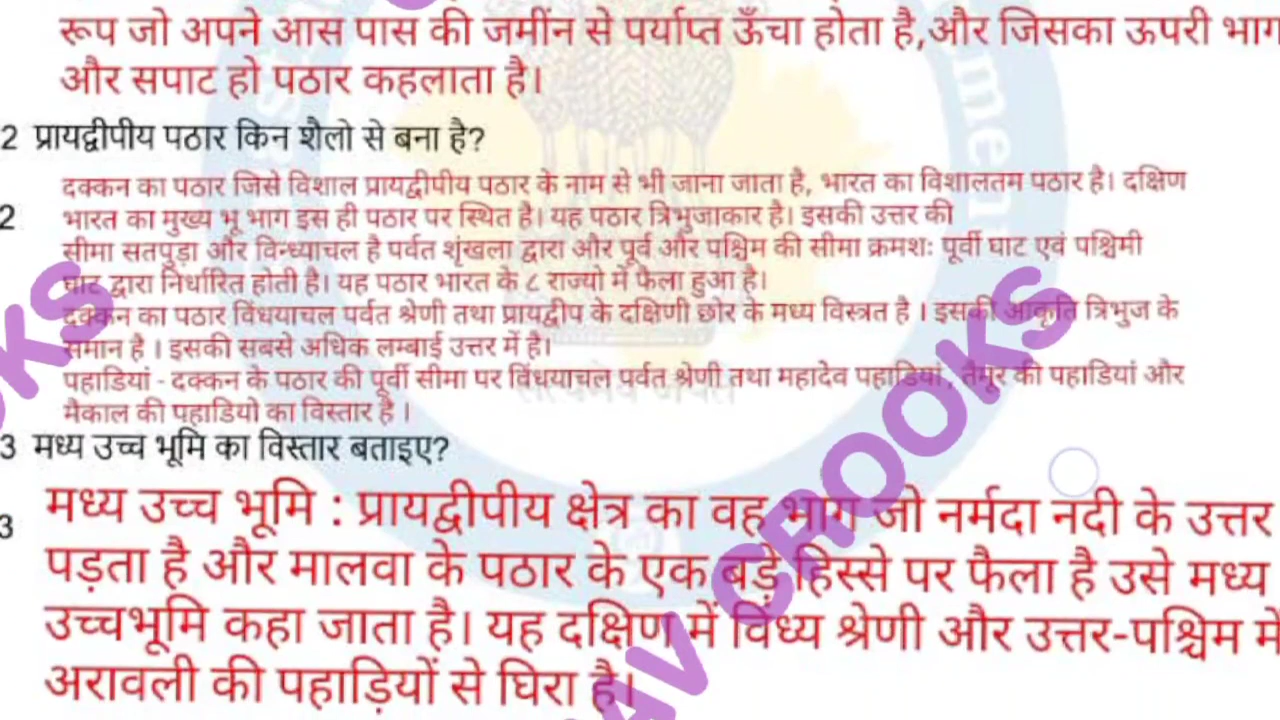 रूप जो अपने आस पास की जमींन से पर्याप्त ऊँचा होता है,और जिसका ऊपरी भाग
और सपाट हो पठार कहलाता है।
2 प्रायद्वीपीय पठार किन शैलो से बना है?
दक्कन का पठार जिसे विशाल प्रायद्वीपीय पठार के नाम से भी जाना जाता है, भारत का विशालतम पठार है। दक्षिण
2 भारत का मुख्य भू भाग इस ही पठार पर स्थित है। यह पठार त्रिभुजाकार है। इसकी उत्तर की
सीमा सतपुड़ा और विन्ध्याचल है पर्वत शृंखला द्वारा और पूर्व और पश्चिम की सीमा क्रमशः पूर्वी घाट एवं पश्चिमी
घाट द्वारा निर्धारित होती है। यह पठार भारत के ८ राज्यो में फैला हुआ है।
दक्कन का पठार विंधयाचल पर्वत श्रेणी तथा प्रायद्वीप के दक्षिणी छोर के मध्य विस्त्रत है । इसकी आकृति त्रिभुज के
समान है । इसकी सबसे अधिक लम्बाई उत्तर में है।
पहाडियां - दक्कन के पठार की पूर्वी सीमा पर विंधयाचल पर्वत श्रेणी तथा महादेव पहाडियां , तैमूर की पहाडियां और
मैकाल की पहाडियो का विस्तार है ।
3 मध्य उच्च भूमि का विस्तार बताइए?
मध्य उच्च भूमि : प्रायद्वीपीय क्षेत्र का वह भाग जो नर्मदा नदी के उत्तर
3 पड़ता है और मालवा के पठार के एक बड़े हिस्से पर फैला है उसे मध्य
उच्चभूमि कहा जाता है। यह दक्षिण में विंध्य श्रेणी और उत्तर-पश्चिम में
अरावली की पहाड़ियों से घिरा है।
OKS
AV CROOKS